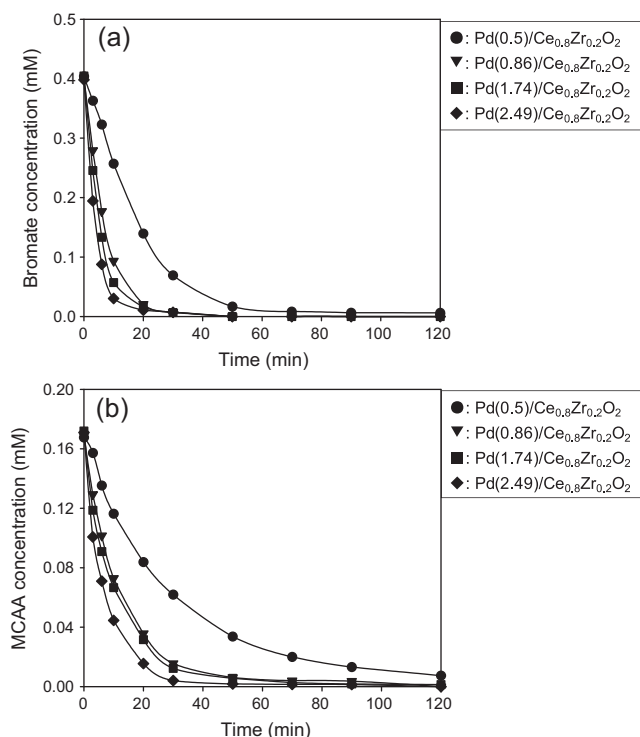 (a)
0.5
0.4
0.3
0.2
0.1
0.0
Bromate concentration (mM)
0 20 40 60 80 100 120
Time (min)
●: Pd(0.5)/Ce0.8Zr0.2O2
▼: Pd(0.86)/Ce0.8Zr0.2O2
■: Pd(1.74)/Ce0.8Zr0.2O2
◆: Pd(2.49)/Ce0.8Zr0.2O2
(b)
0.20
0.16
0.12
0.08
0.04
0.00
MCAA concentration (mM)
0 20 40 60 80 100 120
Time (min)
●: Pd(0.5)/Ce0.8Zr0.2O2
▼: Pd(0.86)/Ce0.8Zr0.2O2
■: Pd(1.74)/Ce0.8Zr0.2O2
◆: Pd(2.49)/Ce0.8Zr0.2O2